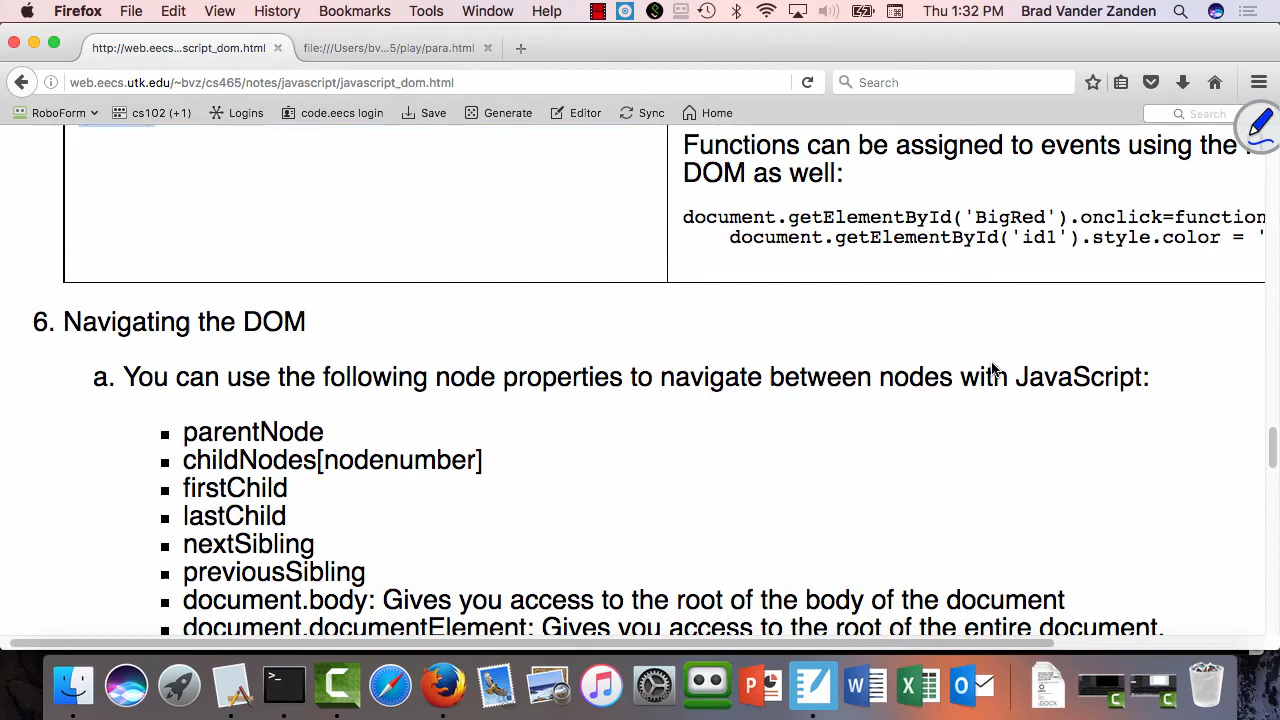 Firefox File Edit View History Bookmarks Tools Window Help Thu 1:32 PM Brad Vander Zanden
http://web.eecs...script_dom.html file:///Users/bv...5/play/para.html
web.eecs.utk.edu/~bvz/cs465/notes/javascript/javascript_dom.html Search
RoboForm cs102 (+1) Logins code.eecs login Save Generate Editor Sync Home Search
Functions can be assigned to events using the
DOM as well:
document.getElementById('BigRed').onclick=function
document.getElementById('id1').style.color = '
6. Navigating the DOM
a. You can use the following node properties to navigate between nodes with JavaScript:
parentNode
childNodes[nodenumber]
firstChild
lastChild
nextSibling
previousSibling
document.body: Gives you access to the root of the body of the document
document.documentElement: Gives you access to the root of the entire document.